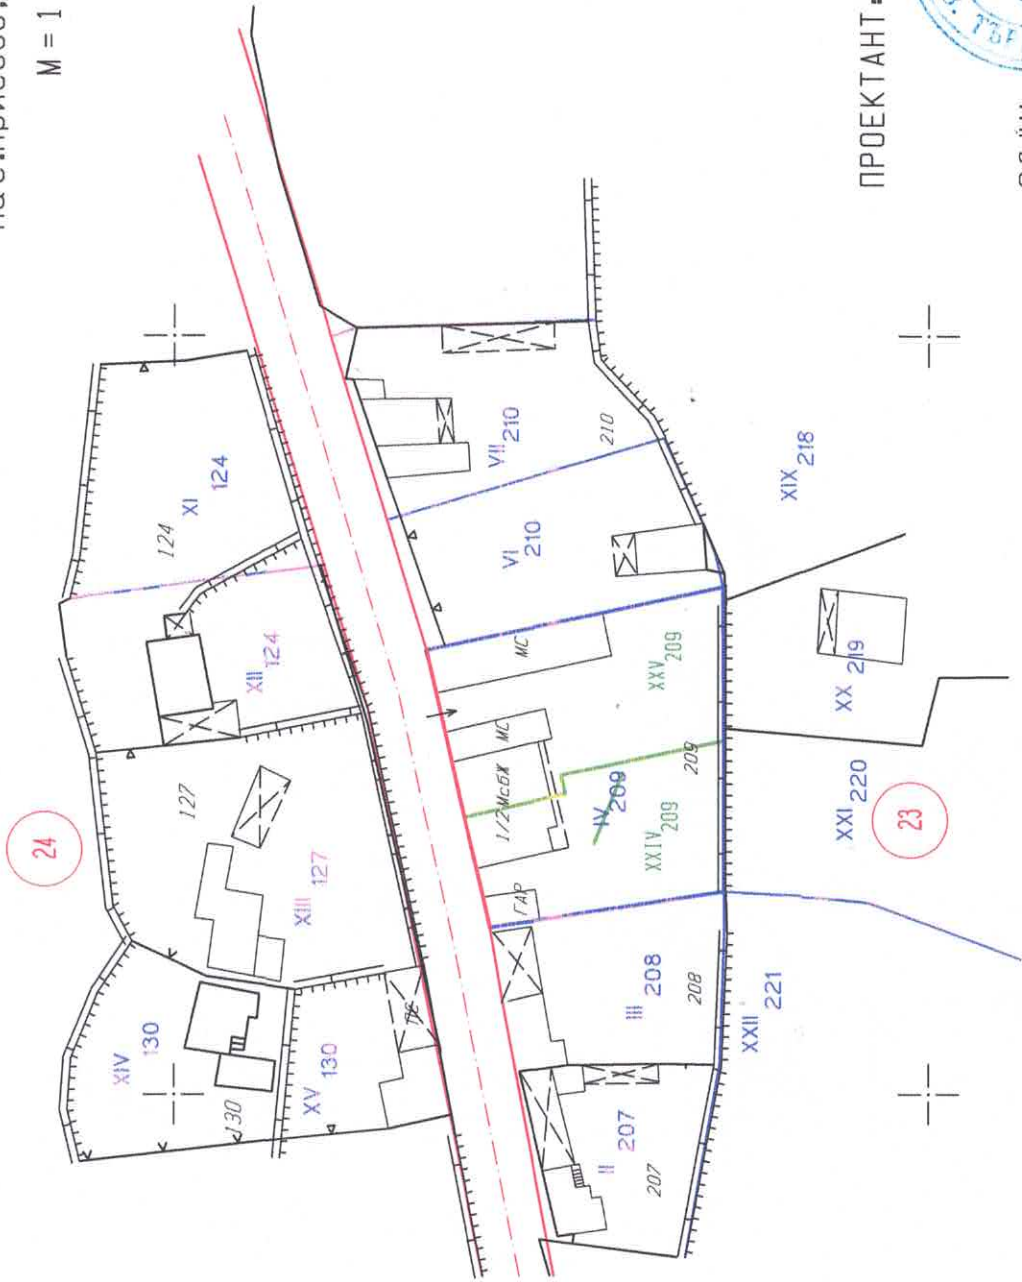 М = 1
24
XIV 130
130
XV 130
ПС
XIII 127
127
XII 124
124
XI 124
II 207
207
III 208
208
ГАР
1/2МсбЖ
МС
МС
IV 209
XXIV 209
209
XXV 209
VI 210
VII 210
210
XXII 221
XXI 220
23
XX 219
XIX 218
ПРОЕКТАНТ: